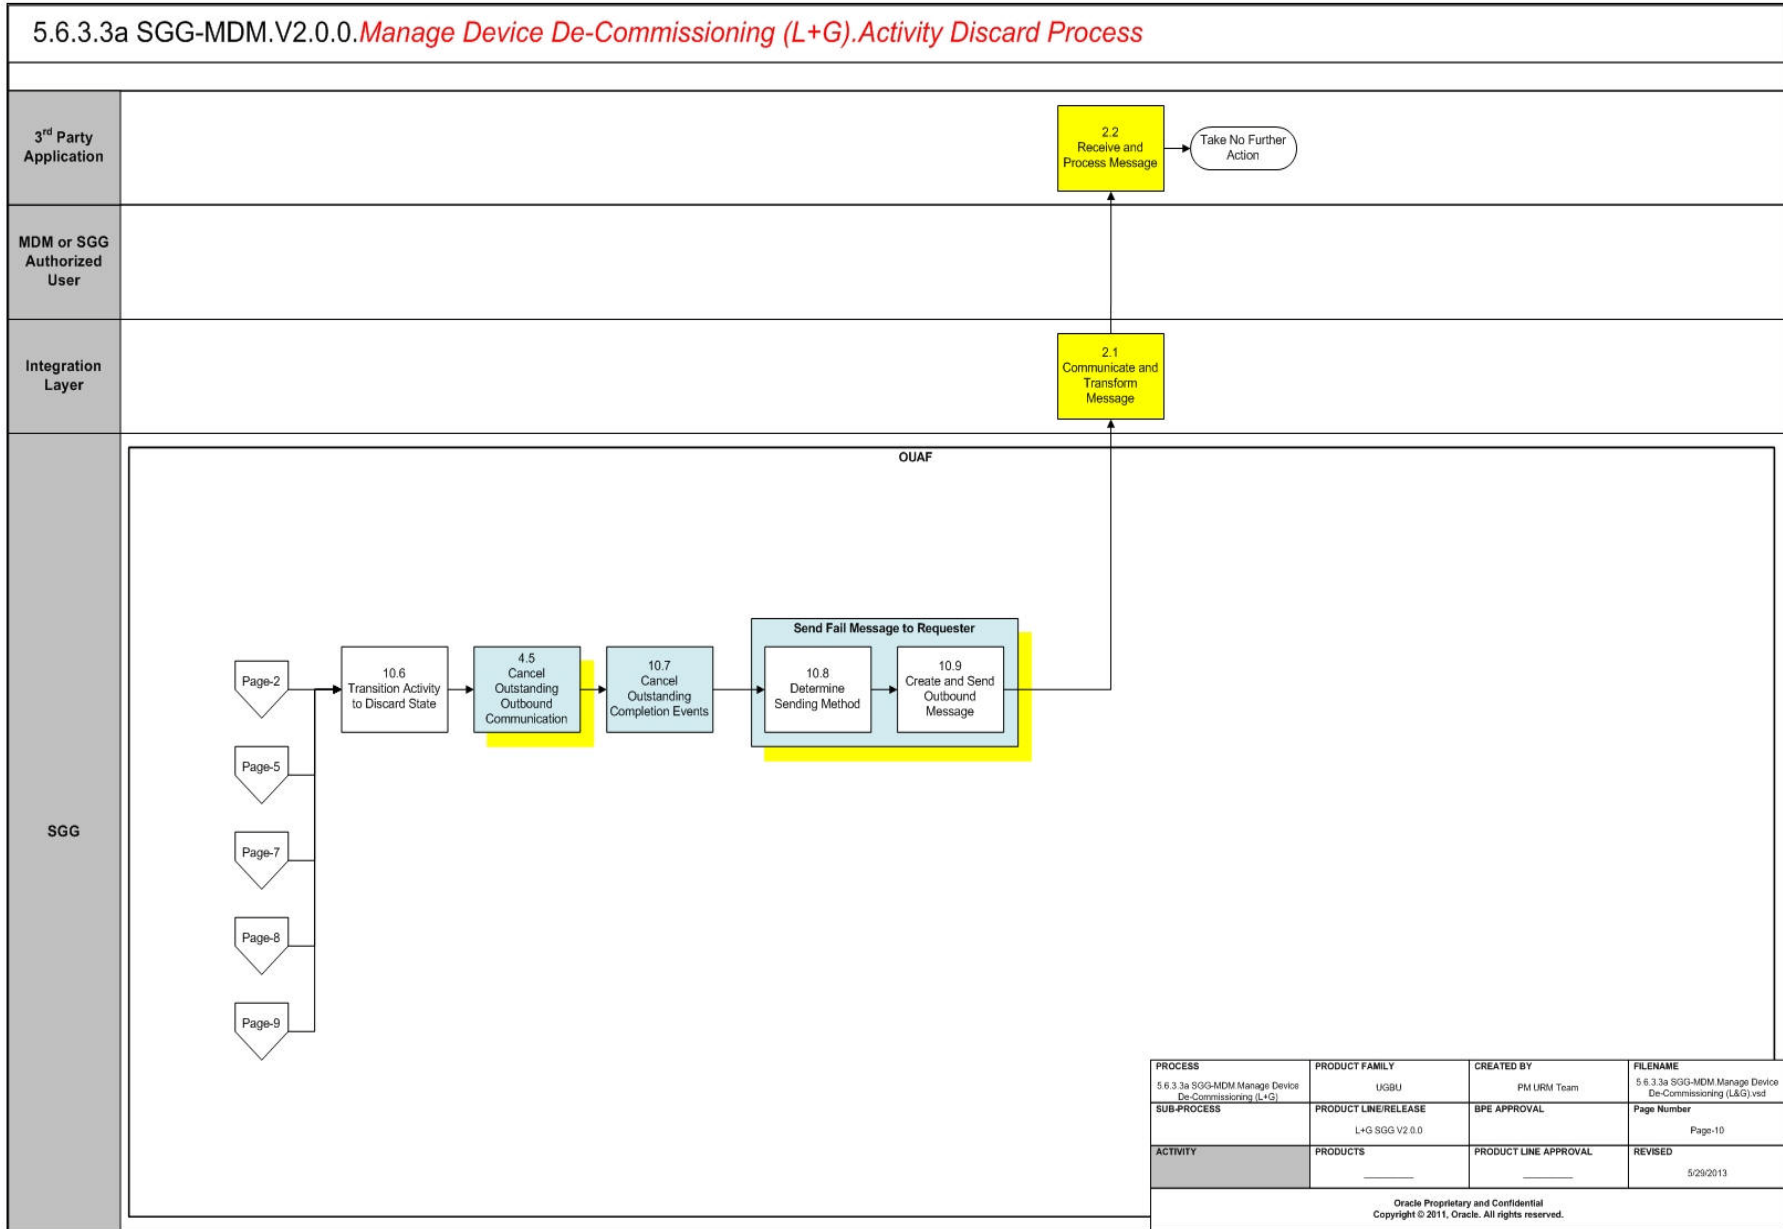 5.6.3.3a SGG-MDM.V2.0.0.Manage Device De-Commissioning (L+G).Activity Discard Process
3rd Party
Application
2.2
Receive and
Process Message
Take No Further
Action
MDM or SGG
Authorized
User
Integration
Layer
2.1
Communicate and
Transform
Message
SGG
OUAF
Page-2
Page-5
Page-7
Page-8
Page-9
10.6
Transition Activity
to Discard State
4.5
Cancel
Outstanding
Outbound
Communication
10.7
Cancel
Outstanding
Completion Events
Send Fail Message to Requester
10.8
Determine
Sending Method
10.9
Create and Send
Outbound
Message
PROCESS
5.6.3.3a SGG-MDM.Manage Device
De-Commissioning (L+G)
PRODUCT FAMILY
UGBU
CREATED BY
PM URM Team
FILENAME
5.6.3.3a SGG-MDM.Manage Device
De-Commissioning (L&G).vsd
SUB-PROCESS
PRODUCT LINE/RELEASE
L+G SGG V2.0.0
BPE APPROVAL
Page Number
Page-10
ACTIVITY
PRODUCTS
PRODUCT LINE APPROVAL
REVISED
5/29/2013
Oracle Proprietary and Confidential
Copyright © 2011, Oracle. All rights reserved.